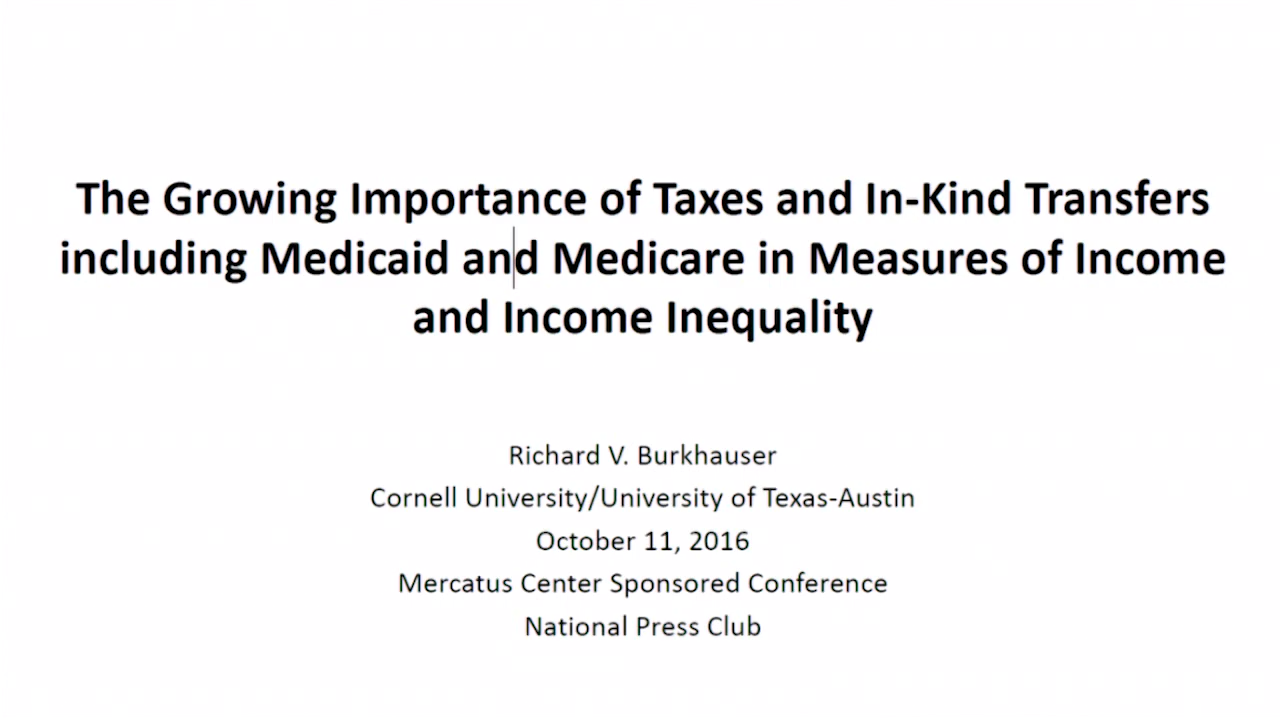 The Growing Importance of Taxes and In-Kind Transfers
including Medicaid and Medicare in Measures of Income
and Income Inequality
Richard V. Burkhauser
Cornell University/University of Texas-Austin
October 11, 2016
Mercatus Center Sponsored Conference
National Press Club